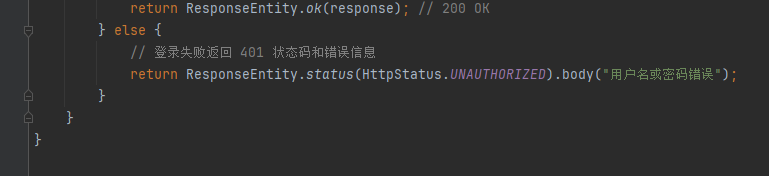 return ResponseEntity.ok(response); // 200 OK
} else {
// 登录失败返回 401 状态码和错误信息
return ResponseEntity.status(HttpStatus.UNAUTHORIZED).body("用户名或密码错误");
}
}
}